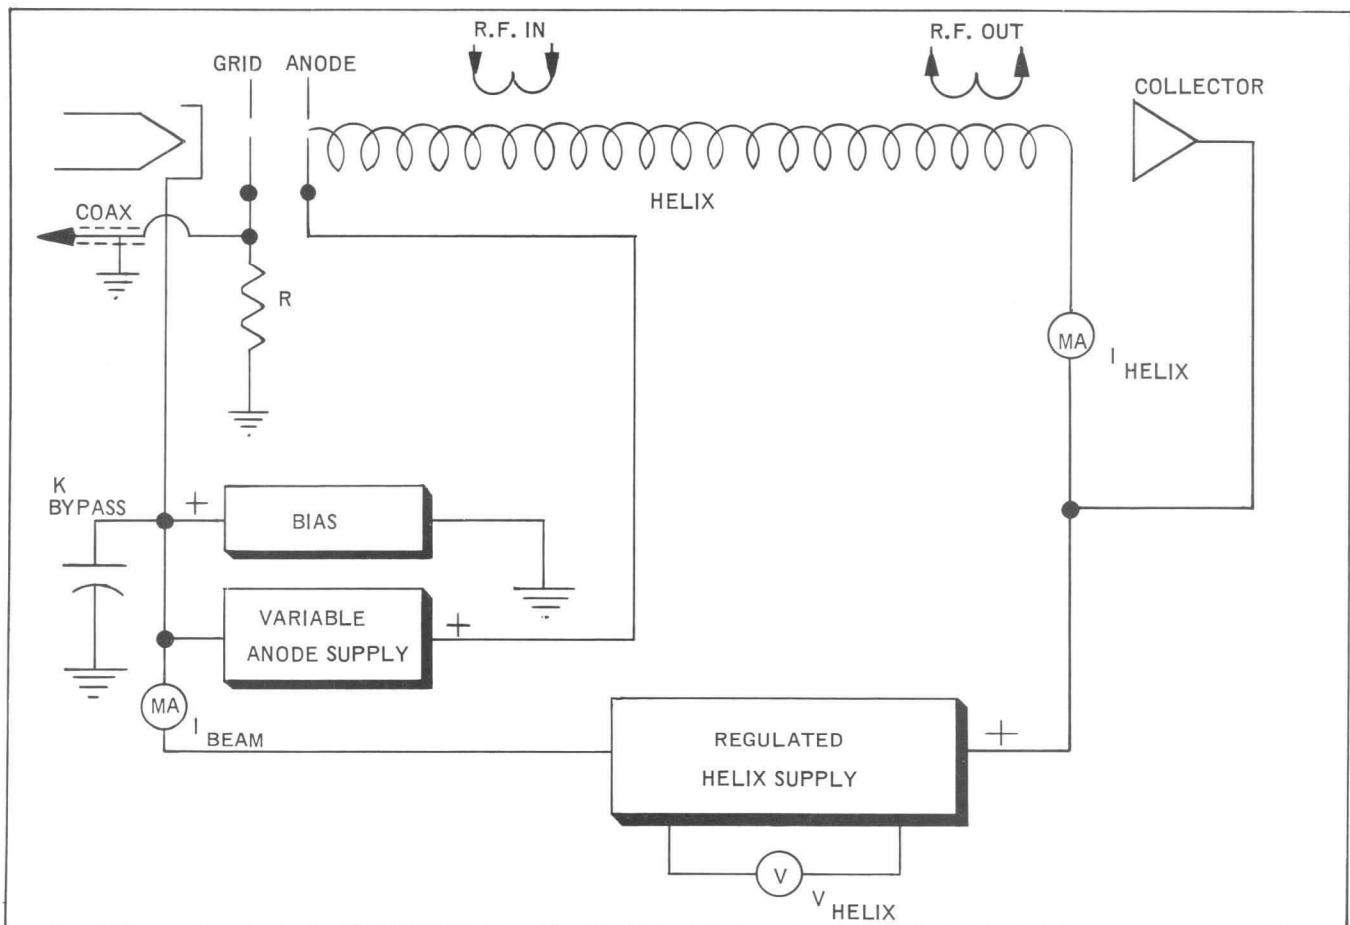 R.F. IN
R.F. OUT
GRID ANODE
COLLECTOR
HELIX
COAX
R
MA
I HELIX
K
BYPASS
+
BIAS
VARIABLE
ANODE SUPPLY
+
MA
I BEAM
REGULATED
HELIX SUPPLY
+
V
V HELIX